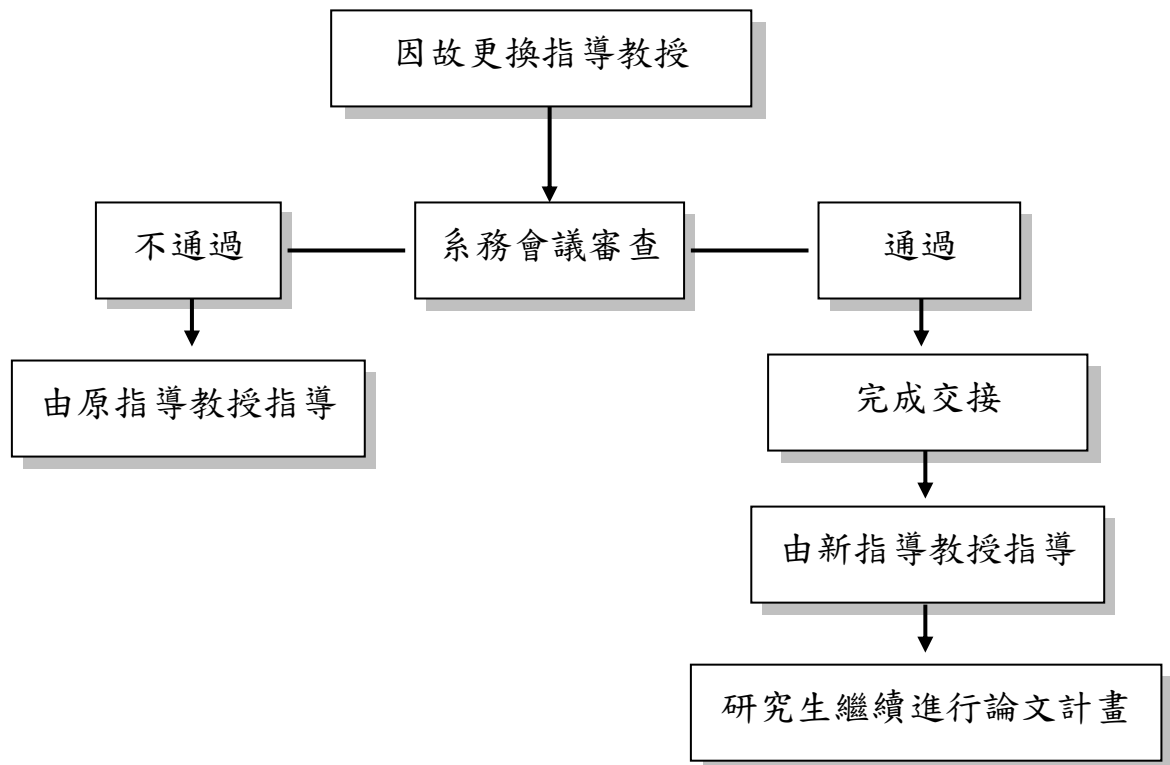 因故更換指導教授
不通過
系務會議審查
通過
由原指導教授指導
完成交接
由新指導教授指導
研究生繼續進行論文計畫